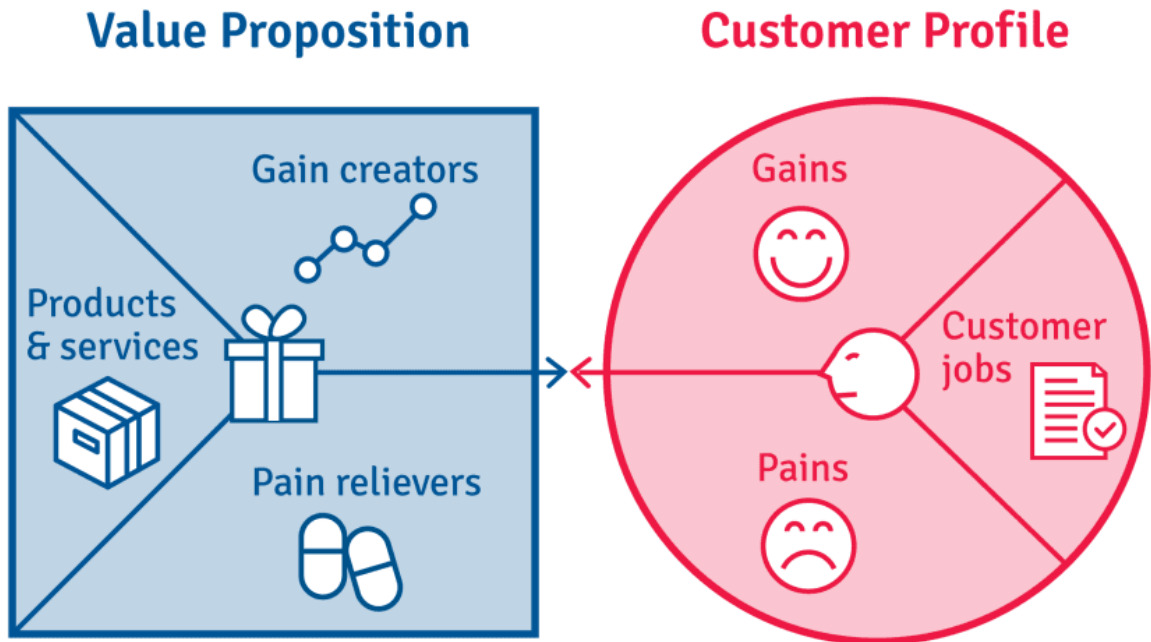 Value Proposition
Gain creators
Products
& services
Pain relievers
Customer Profile
Gains
Customer
jobs
Pains